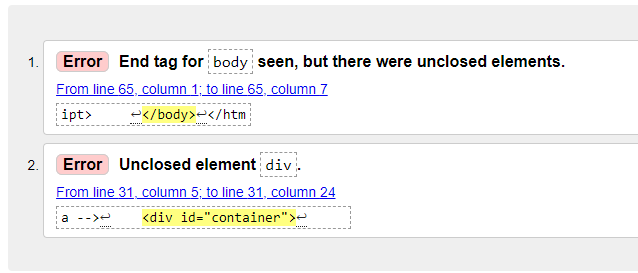 1. Error End tag for body seen, but there were unclosed elements.
From line 65, column 1; to line 65, column 7
ipt> ↩</body>↩</htm
2. Error Unclosed element div.
From line 31, column 5; to line 31, column 24
a -->↩ <div id="container">↩